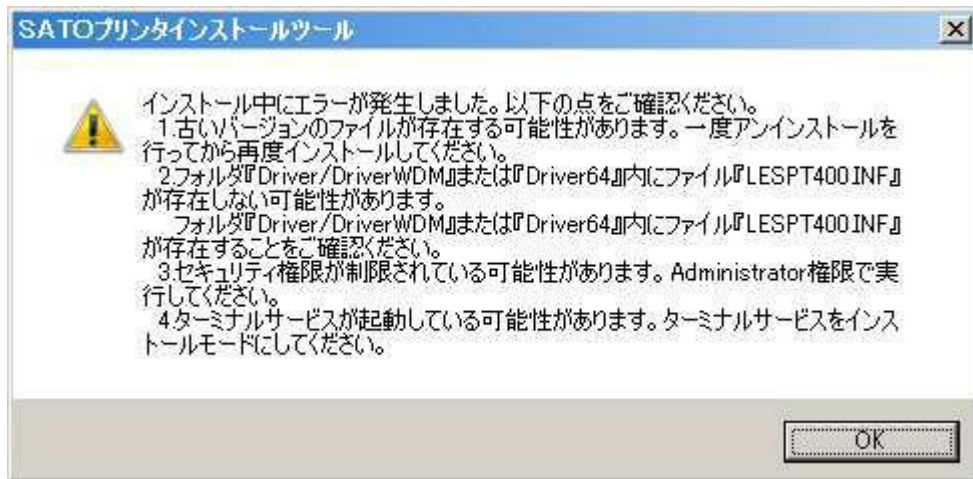 SATOプリンタインストールツール
インストール中にエラーが発生しました。以下の点をご確認ください。
1.古いバージョンのファイルが存在する可能性があります。一度アンインストールを
行ってから再度インストールしてください。
2.フォルダ『Driver/DriverWDM』または『Driver64』内にファイル『LESPT400.INF』
が存在しない可能性があります。
フォルダ『Driver/DriverWDM』または『Driver64』内にファイル『LESPT400.INF』
が存在することをご確認ください。
3.セキュリティ権限が制限されている可能性があります。Administrator権限で実
行してください。
4.ターミナルサービスが起動している可能性があります。ターミナルサービスをインス
トールモードにしてください。
OK